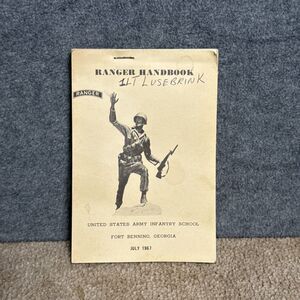 RANGER HANDBOOK
1LT LUSEBRINK
RANGER
UNITED STATES ARMY INFANTRY SCHOOL
FORT BENNING, GEORGIA
JULY 1967